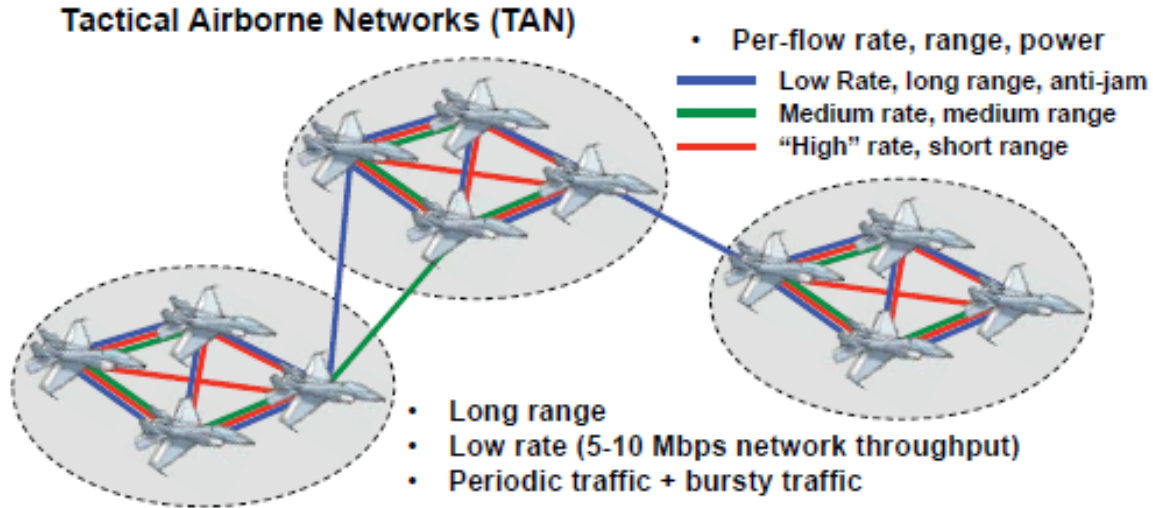 Tactical Airborne Networks (TAN)
• Per-flow rate, range, power
Low Rate, long range, anti-jam
Medium rate, medium range
“High” rate, short range
• Long range
• Low rate (5-10 Mbps network throughput)
• Periodic traffic + bursty traffic